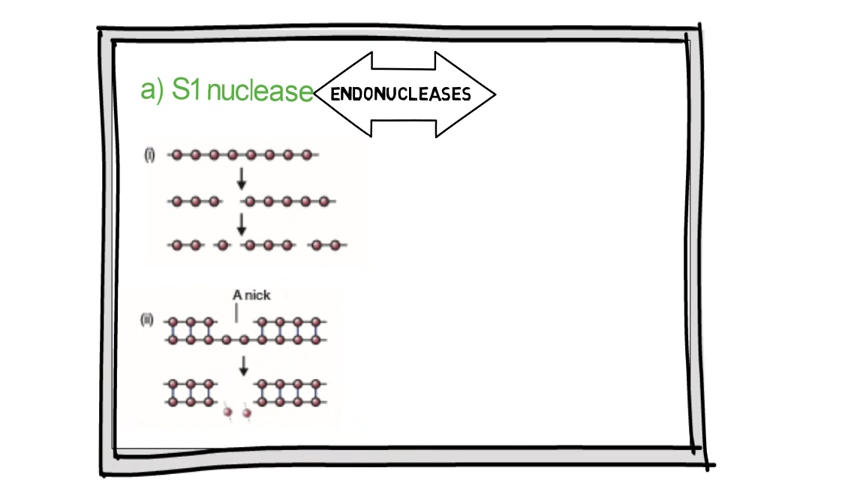 a) S1 nuclease
ENDONUCLEASES
(i)
A nick
(ii)